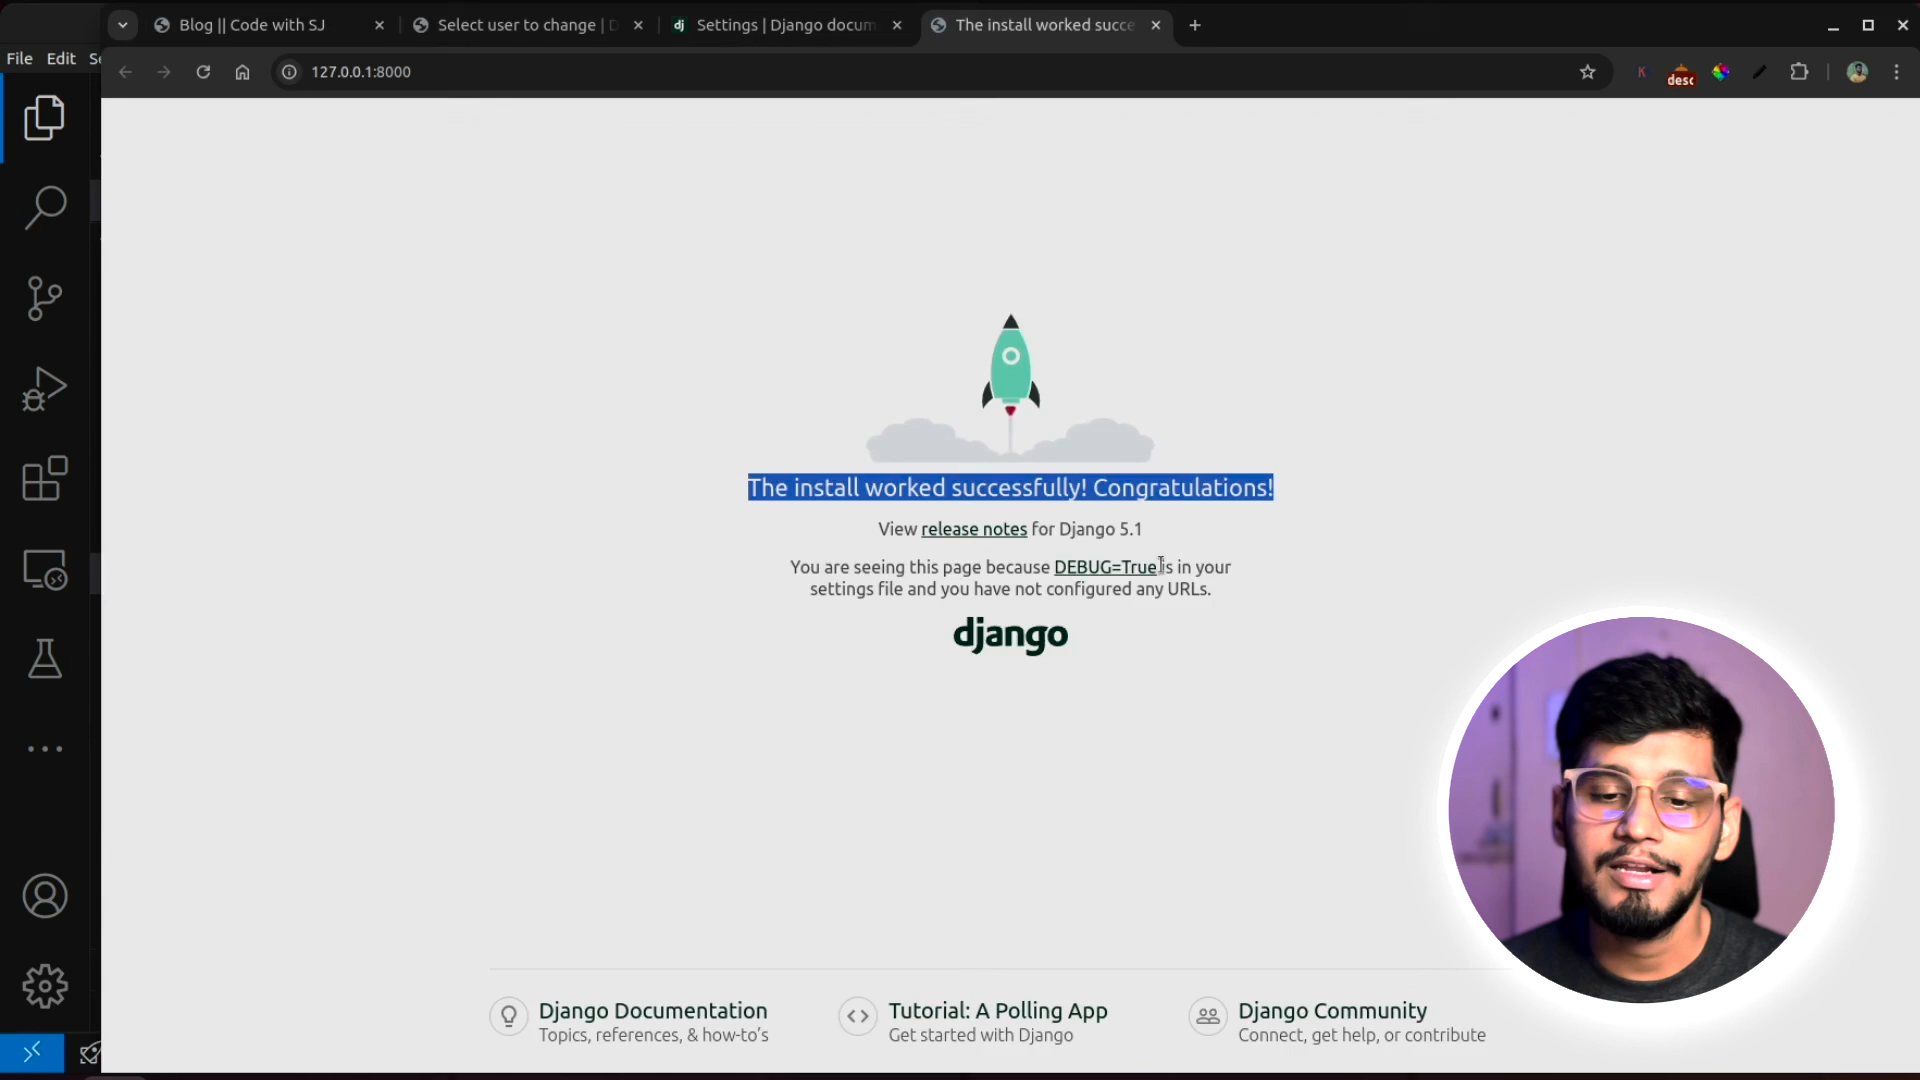 Blog || Code with SJ
Select user to change | D
dj Settings | Django docum
The install worked succe
File Edit Se
127.0.0.1:8000
K
desc
The install worked successfully! Congratulations!
View release notes for Django 5.1
You are seeing this page because DEBUG=True is in your
settings file and you have not configured any URLs.
django
Django Documentation
Topics, references, & how-to’s
Tutorial: A Polling App
Get started with Django
Django Community
Connect, get help, or contribute